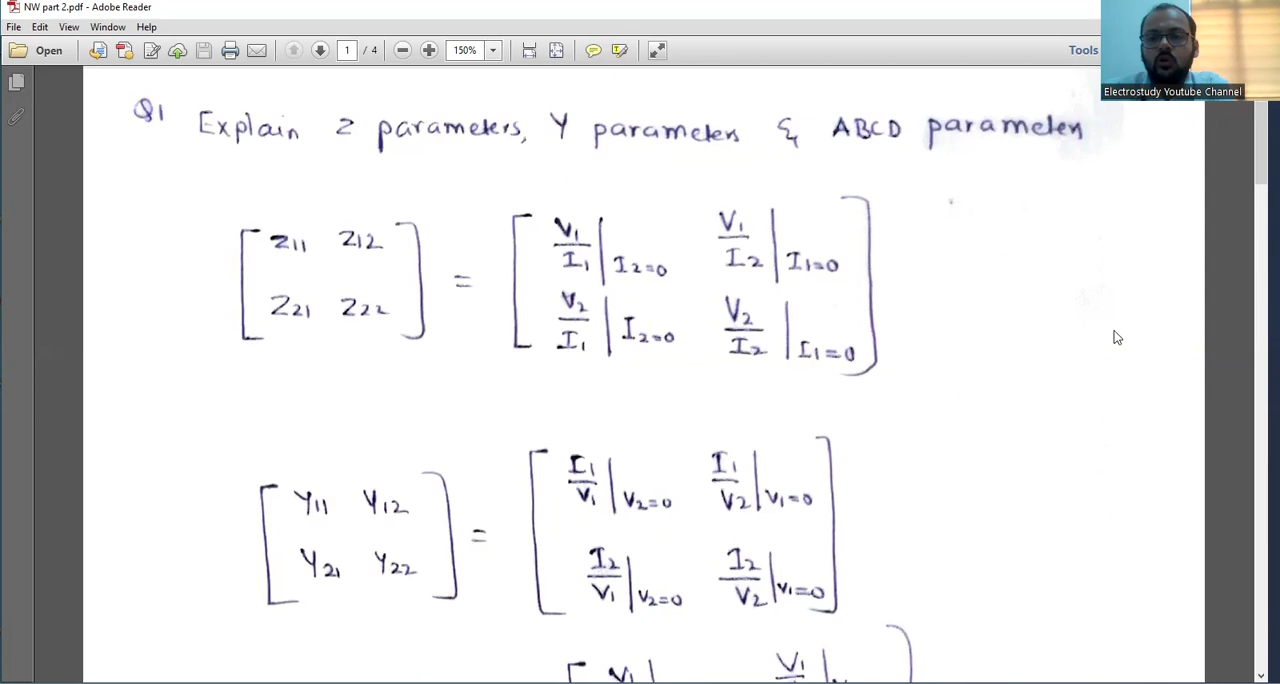 NW part 2.pdf - Adobe Reader
File Edit View Window Help
Open 1 / 4 150% Tools
Electrostudy Youtube Channel
Q1 Explain Z parameters, Y parameters & ABCD parameters
[ Z11 Z12 Z21 Z22 ] = [ V1/I1 | I2=0 V1/I2 | I1=0
V2/I1 | I2=0 V2/I2 | I1=0 ]
[ Y11 Y12 Y21 Y22 ] = [ I1/V1 | V2=0 I1/V2 | V1=0
I2/V1 | V2=0 I2/V2 | V1=0 ]
V1 V1